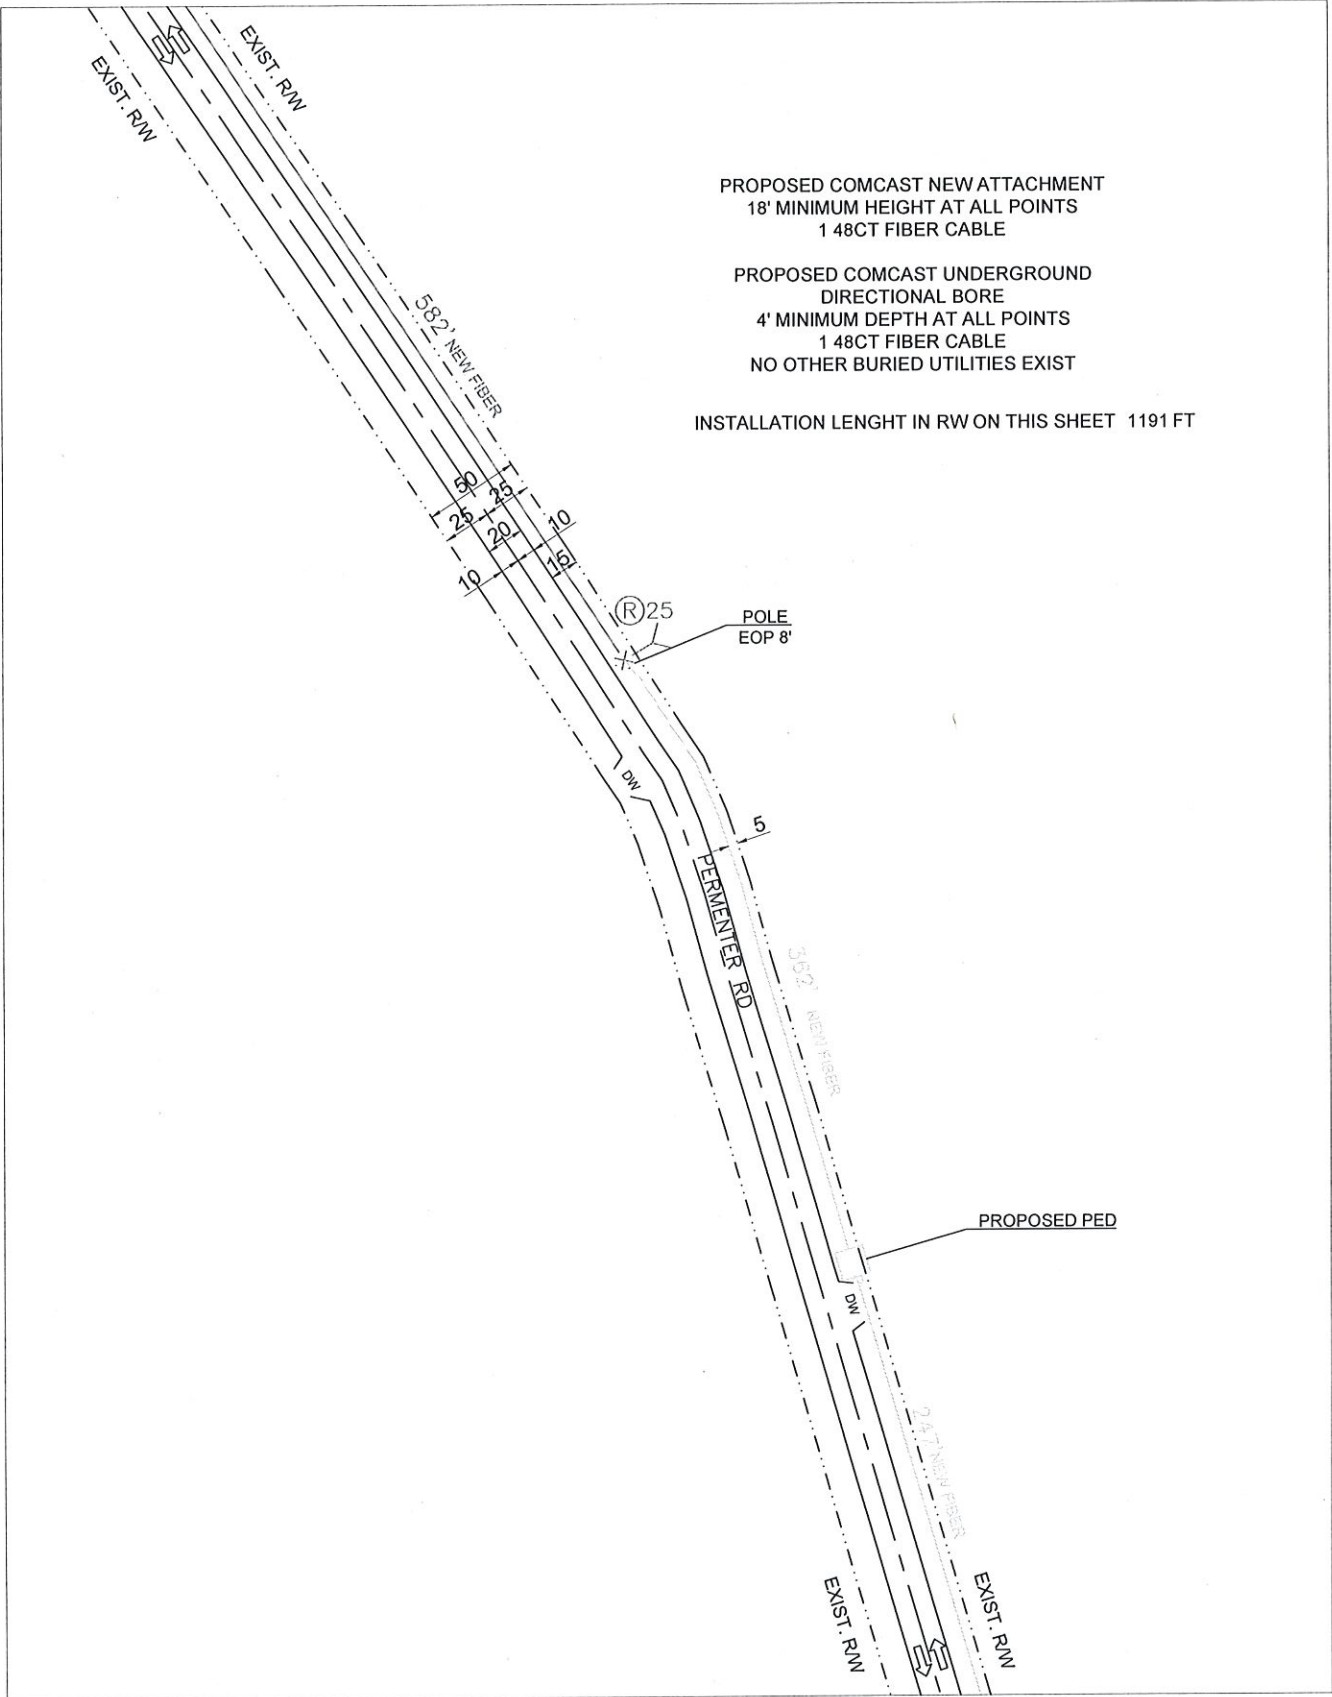 EXIST. R/W
EXIST. R/W
PROPOSED COMCAST NEW ATTACHMENT
18' MINIMUM HEIGHT AT ALL POINTS
1 48CT FIBER CABLE
PROPOSED COMCAST UNDERGROUND
DIRECTIONAL BORE
4' MINIMUM DEPTH AT ALL POINTS
1 48CT FIBER CABLE
NO OTHER BURIED UTILITIES EXIST
INSTALLATION LENGHT IN RW ON THIS SHEET 1191 FT
582' NEW FIBER
50
25
25
20
10
15
10
R 25
POLE
EOP 8'
DW
5
PERMENTER RD
362' NEW FIBER
PROPOSED PED
DW
247' NEW FIBER
EXIST. R/W
EXIST. R/W